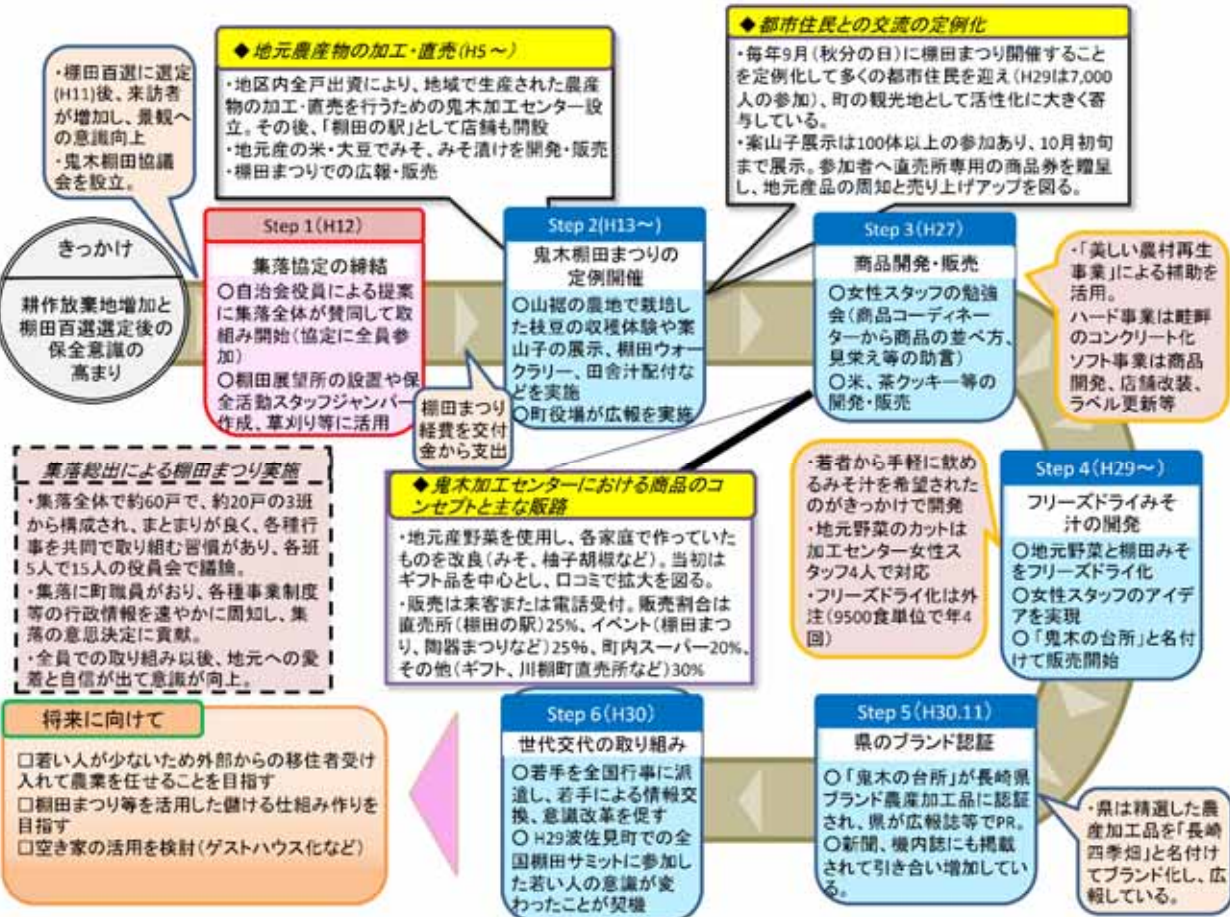 ◆地元農産物の加工・直売(H5～)
・地区内全戸出資により、地域で生産された農産
物の加工・直売を行うための鬼木加工センター設
立。その後、「棚田の駅」として店舗も開設
・地元産の米・大豆でみそ、みそ漬けを開発・販売
・棚田まつりでの広報・販売
◆都市住民との交流の定例化
・毎年9月(秋分の日)に棚田まつり開催すること
を定例化して多くの都市住民を迎え(H29は7,000
人の参加)、町の観光地として活性化に大きく寄
与している。
・案山子展示は100体以上の参加あり、10月初旬
まで展示。参加者へ直売所専用の商品券を贈呈
し、地元産品の周知と売り上げアップを図る。
・棚田百選に選定
(H11)後、来訪者
が増加し、景観へ
の意識向上
・鬼木棚田協議
会を設立。
きっかけ
耕作放棄地増加と
棚田百選選定後の
保全意識の
高まり
Step 1(H12)
集落協定の締結
○自治会役員による提案
に集落全体が賛同して取
組み開始(協定に全員参
加)
○棚田展望所の設置や保
全活動スタッフジャンパー
作成、草刈り等に活用
棚田まつり
経費を交付
金から支出
Step 2(H13～)
鬼木棚田まつりの
定例開催
○山裾の農地で栽培し
た枝豆の収穫体験や案
山子の展示、棚田ウォー
クラリー、田舎汁配付な
どを実施
○町役場が広報を実施
Step 3(H27)
商品開発・販売
○女性スタッフの勉強
会(商品コーディネー
ターから商品の並べ方、
見栄え等の助言)
○米、茶クッキー等の
開発・販売
・「美しい農村再生
事業」による補助を
活用。
ハード事業は畦畔
のコンクリート化
ソフト事業は商品
開発、店舗改装、
ラベル更新等
集落総出による棚田まつり実施
・集落全体で約60戸で、約20戸の3班
から構成され、まとまりが良く、各種行
事を共同で取り組む習慣があり、各班
5人で15人の役員会で議論。
・集落に町職員がおり、各種事業制度
等の行政情報を速やかに周知し、集
落の意思決定に貢献。
・全員での取り組み以後、地元への愛
着と自信が出て意識が向上。
◆鬼木加工センターにおける商品のコ
ンセプトと主な販路
・地元産野菜を使用し、各家庭で作っていた
ものを改良(みそ、柚子胡椒など)。当初は
ギフト品を中心とし、口コミで拡大を図る。
・販売は来客または電話受付。販売割合は
直売所(棚田の駅)25%、イベント(棚田まつ
り、陶器まつりなど)25%、町内スーパー20%、
その他(ギフト、川棚町直売所など)30%
・若者から手軽に飲め
るみそ汁を希望された
のがきっかけで開発
・地元野菜のカットは
加工センター女性ス
タッフ4人で対応
・フリーズドライ化は外
注(9500食単位で年4
回)
Step 4(H29～)
フリーズドライみそ
汁の開発
○地元野菜と棚田みそ
をフリーズドライ化
○女性スタッフのアイデ
アを実現
○「鬼木の台所」と名付
けて販売開始
Step 5(H30.11)
県のブランド認証
○「鬼木の台所」が長崎県
ブランド農産加工品に認証
され、県が広報誌等でPR。
○新聞、機内誌にも掲載
されて引き合い増加してい
る。
・県は精選した農
産加工品を「長崎
四季畑」と名付け
てブランド化し、広
報している。
Step 6(H30)
世代交代の取り組み
○若手を全国行事に派
遣し、若手による情報交
換、意識改革を促す
○H29波佐見町での全
国棚田サミットに参加し
た若い人の意識が変
わったことが契機
将来に向けて
□若い人が少ないため外部からの移住者受け
入れて農業を任せることを目指す
□棚田まつり等を活用した儲ける仕組み作りを
目指す
□空き家の活用を検討(ゲストハウス化など)